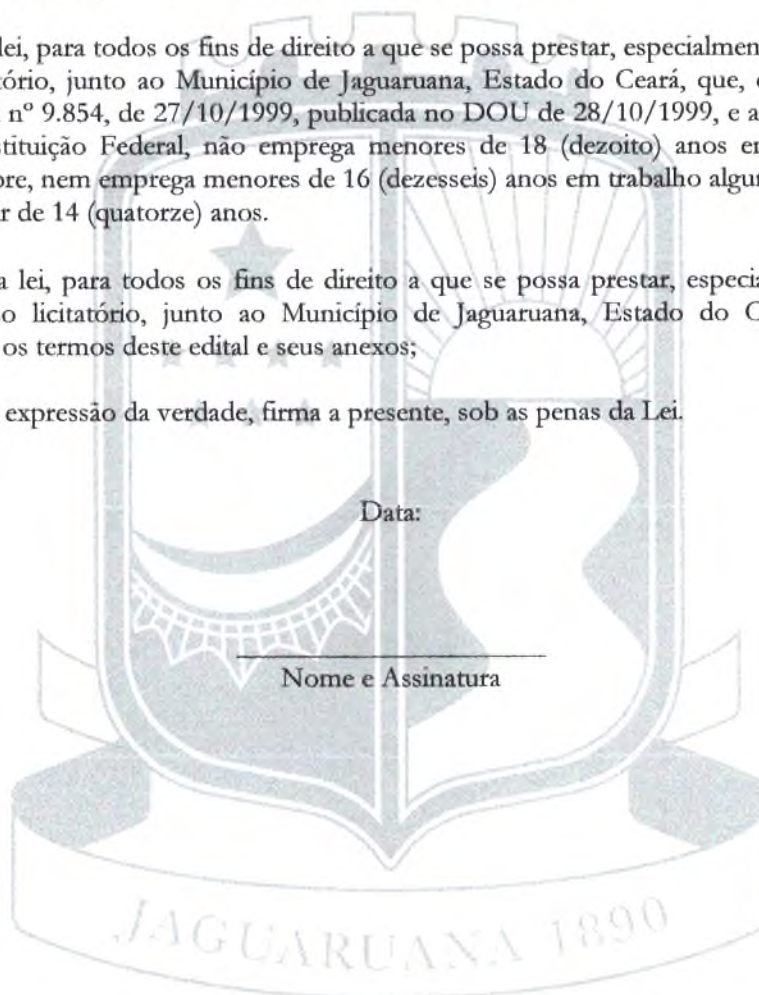 lei, para todos os fins de direito a que se possa prestar, especialmen
tório, junto ao Município de Jaguaruana, Estado do Ceará, que,
nº 9.854, de 27/10/1999, publicada no DOU de 28/10/1999, e a
stituição Federal, não emprega menores de 18 (dezoito) anos em
bre, nem emprega menores de 16 (dezesseis) anos em trabalho algu
r de 14 (quatorze) anos.
a lei, para todos os fins de direito a que se possa prestar, especia
o licitatório, junto ao Município de Jaguaruana, Estado do C
os termos deste edital e seus anexos;
expressão da verdade, firma a presente, sob as penas da Lei.
Data:
Nome e Assinatura
JAGUARUANA 1890